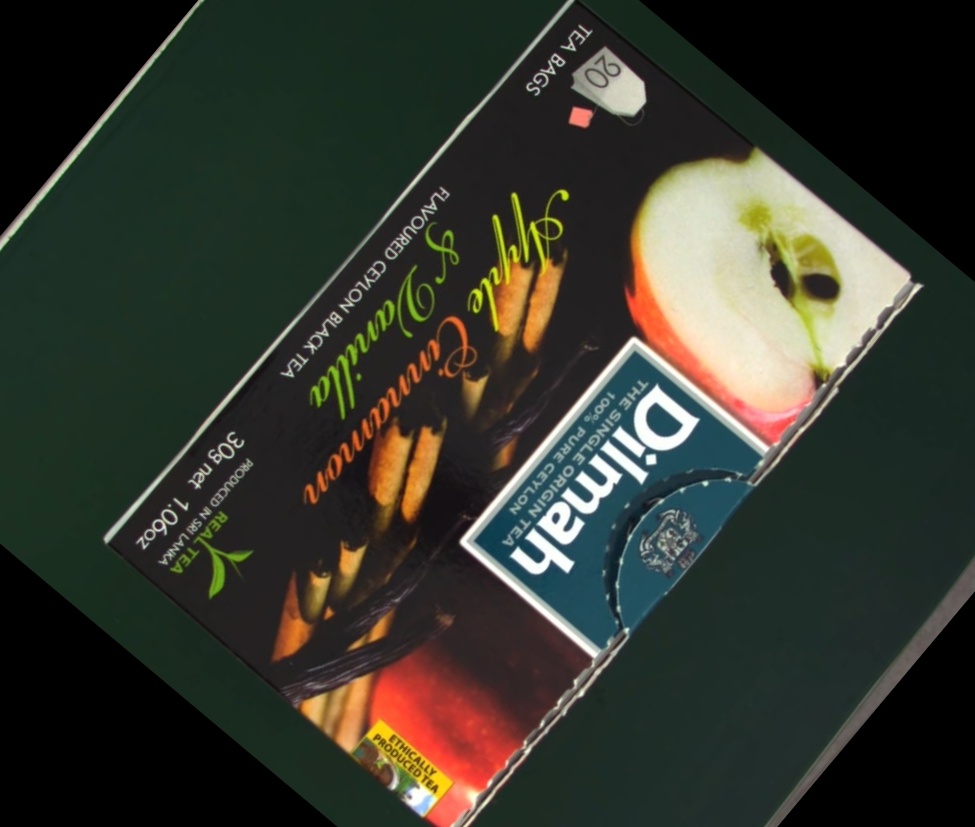 Dilmah
THE SINGLE ORIGIN TEA
100% PURE CEYLON
Apple Cinnamon
& Vanilla
FLAVOURED CEYLON BLACK TEA
20
TEA BAGS
ETHICALLY
PRODUCED TEA
REAL TEA
PRODUCED IN SRI LANKA
30g net 1.06oz